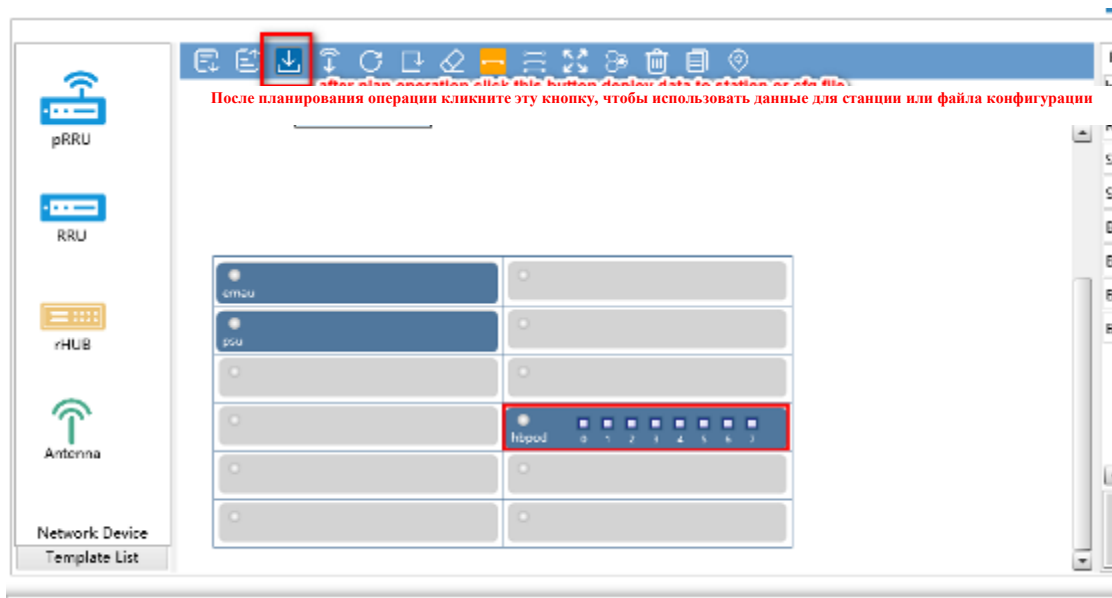 после планирования операции кликните эту кнопку, чтобы использовать данные для станции или файла конфигурации
pRRU
RRU
rHUB
Antenna
Network Device
Template List
emau
psu
hbpod
0 1 2 3 4 5 6 7